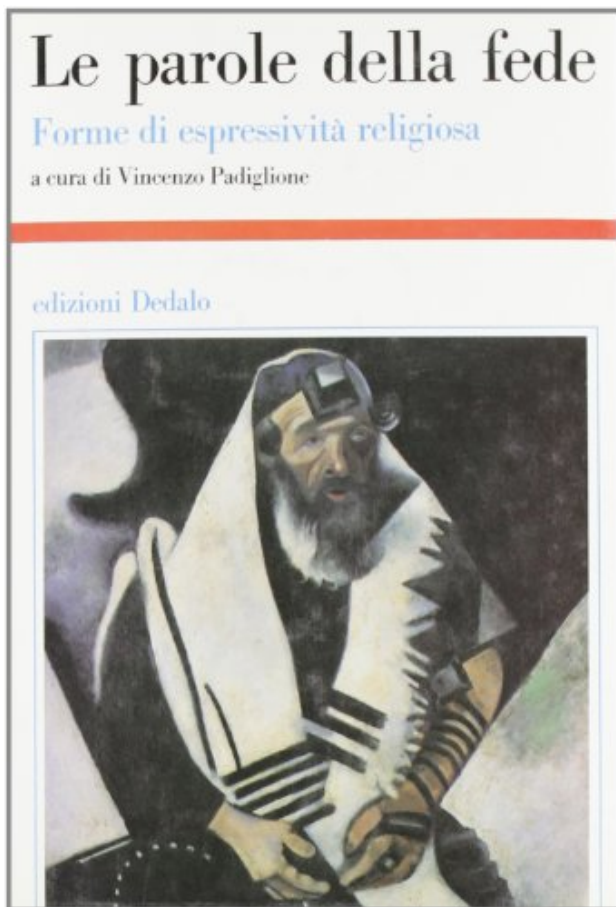 Le parole della fede
Forme di espressività religiosa
a cura di Vincenzo Padiglione
edizioni Dedalo